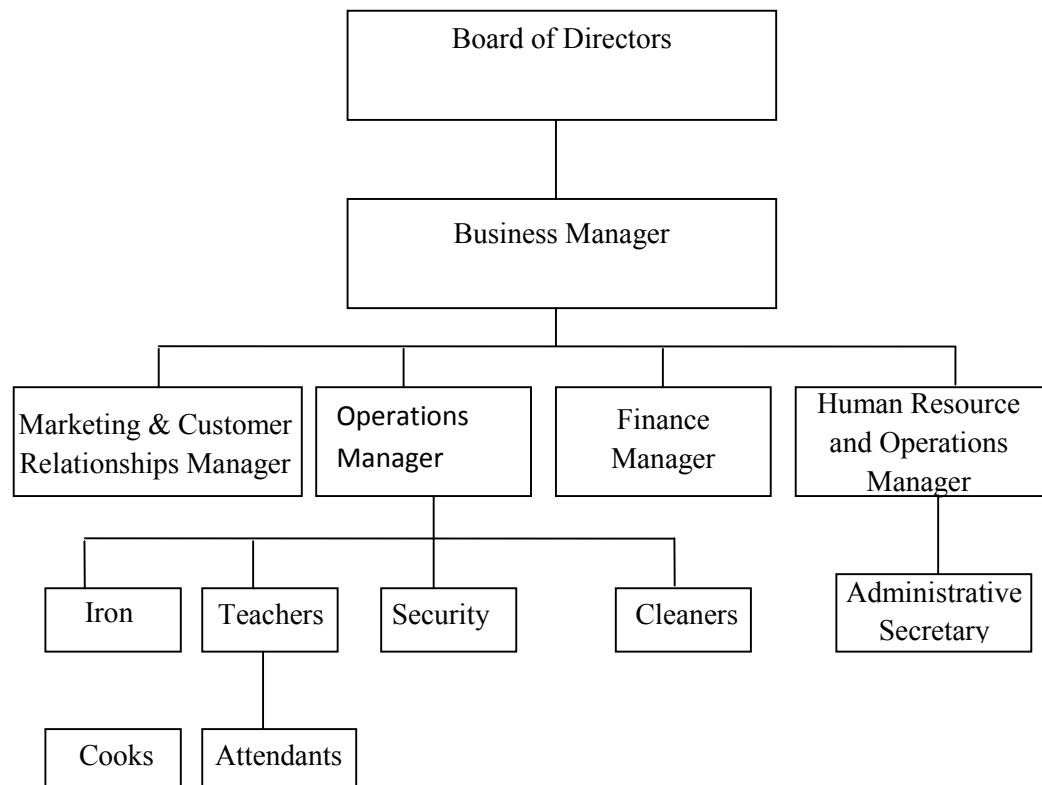 Board of Directors
Business Manager
Marketing & Customer
Relationships Manager
Operations
Manager
Finance
Manager
Human Resource
and Operations
Manager
Iron
Teachers
Security
Cleaners
Administrative
Secretary
Cooks
Attendants